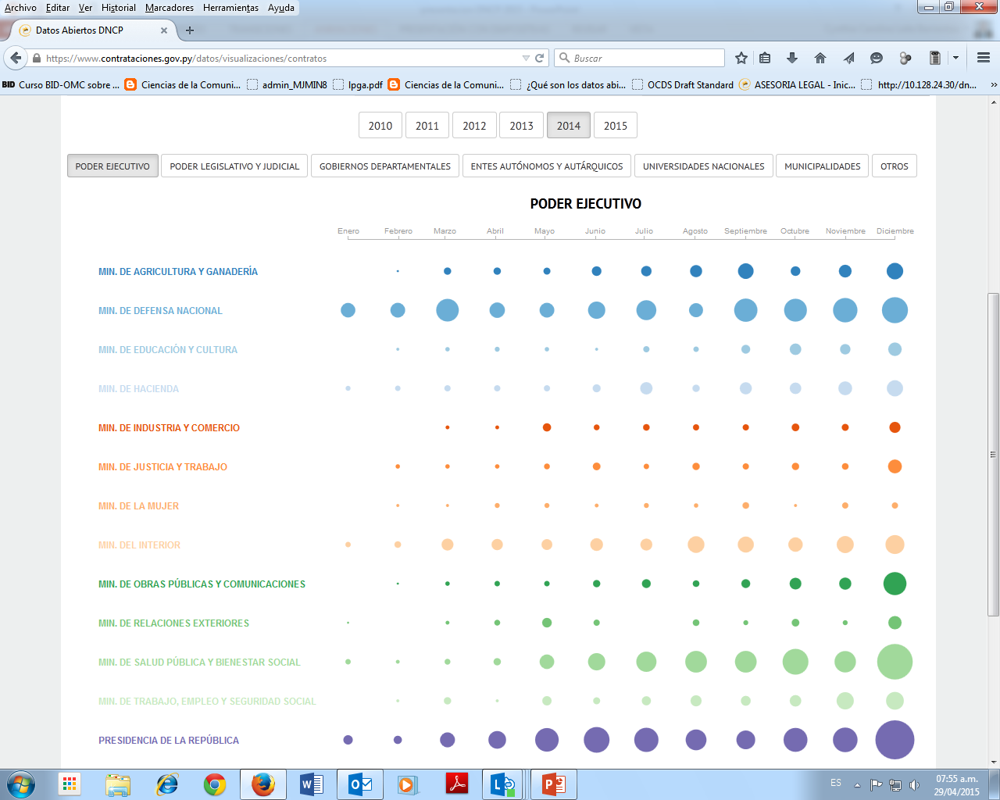 Archivo Editar Ver Historial Marcadores Herramientas Ayuda
Datos Abiertos DNCP
https://www.contrataciones.gov.py/datos/visualizaciones/contratos
Buscar
BID Curso BID-OMC sobre ... Ciencias de la Comuni... admin_MJMIN8 lpga.pdf Ciencias de la Comuni... ¿Qué son los datos abi... OCDS Draft Standard ASESORIA LEGAL - Inic... http://10.128.24.30/dn... »
2010 2011 2012 2013 2014 2015
PODER EJECUTIVO PODER LEGISLATIVO Y JUDICIAL GOBIERNOS DEPARTAMENTALES ENTES AUTÓNOMOS Y AUTÁRQUICOS UNIVERSIDADES NACIONALES MUNICIPALIDADES OTROS
PODER EJECUTIVO
Enero Febrero Marzo Abril Mayo Junio Julio Agosto Septiembre Octubre Noviembre Diciembre
MIN. DE AGRICULTURA Y GANADERÍA
MIN. DE DEFENSA NACIONAL
MIN. DE EDUCACIÓN Y CULTURA
MIN. DE HACIENDA
MIN. DE INDUSTRIA Y COMERCIO
MIN. DE JUSTICIA Y TRABAJO
MIN. DE LA MUJER
MIN. DEL INTERIOR
MIN. DE OBRAS PÚBLICAS Y COMUNICACIONES
MIN. DE RELACIONES EXTERIORES
MIN. DE SALUD PÚBLICA Y BIENESTAR SOCIAL
MIN. DE TRABAJO, EMPLEO Y SEGURIDAD SOCIAL
PRESIDENCIA DE LA REPÚBLICA
ES
07:55 a.m.
29/04/2015